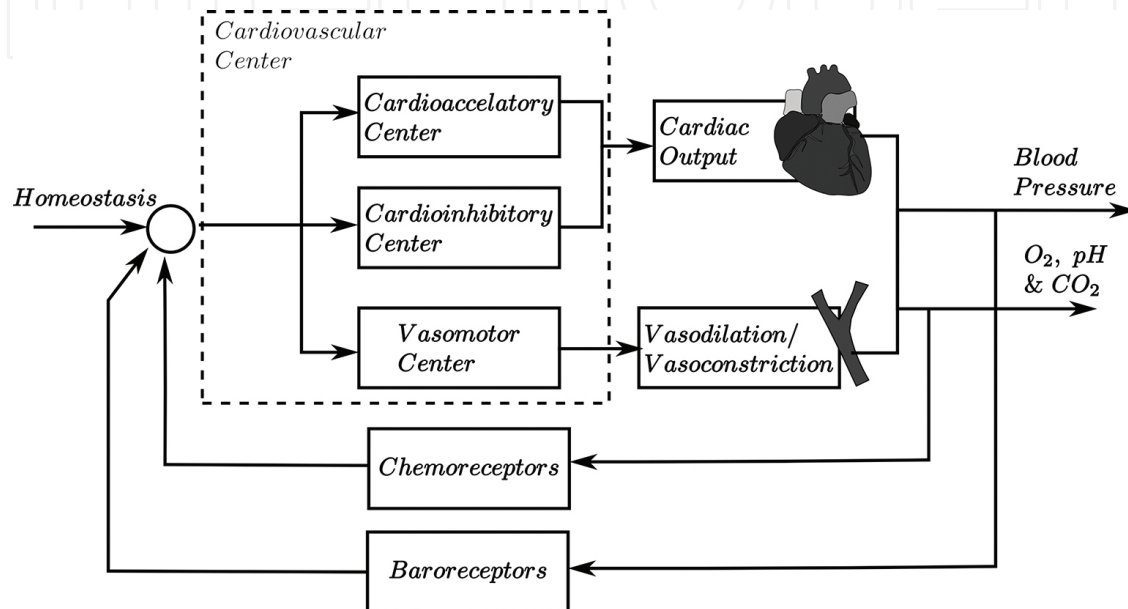 Cardiovascular
Center
Cardioaccelatory
Center
Cardiac
Output
Blood
Pressure
Homeostasis
Cardioinhibitory
Center
O₂, pH
& CO₂
Vasomotor
Center
Vasodilation/
Vasoconstriction
Chemoreceptors
Baroreceptors